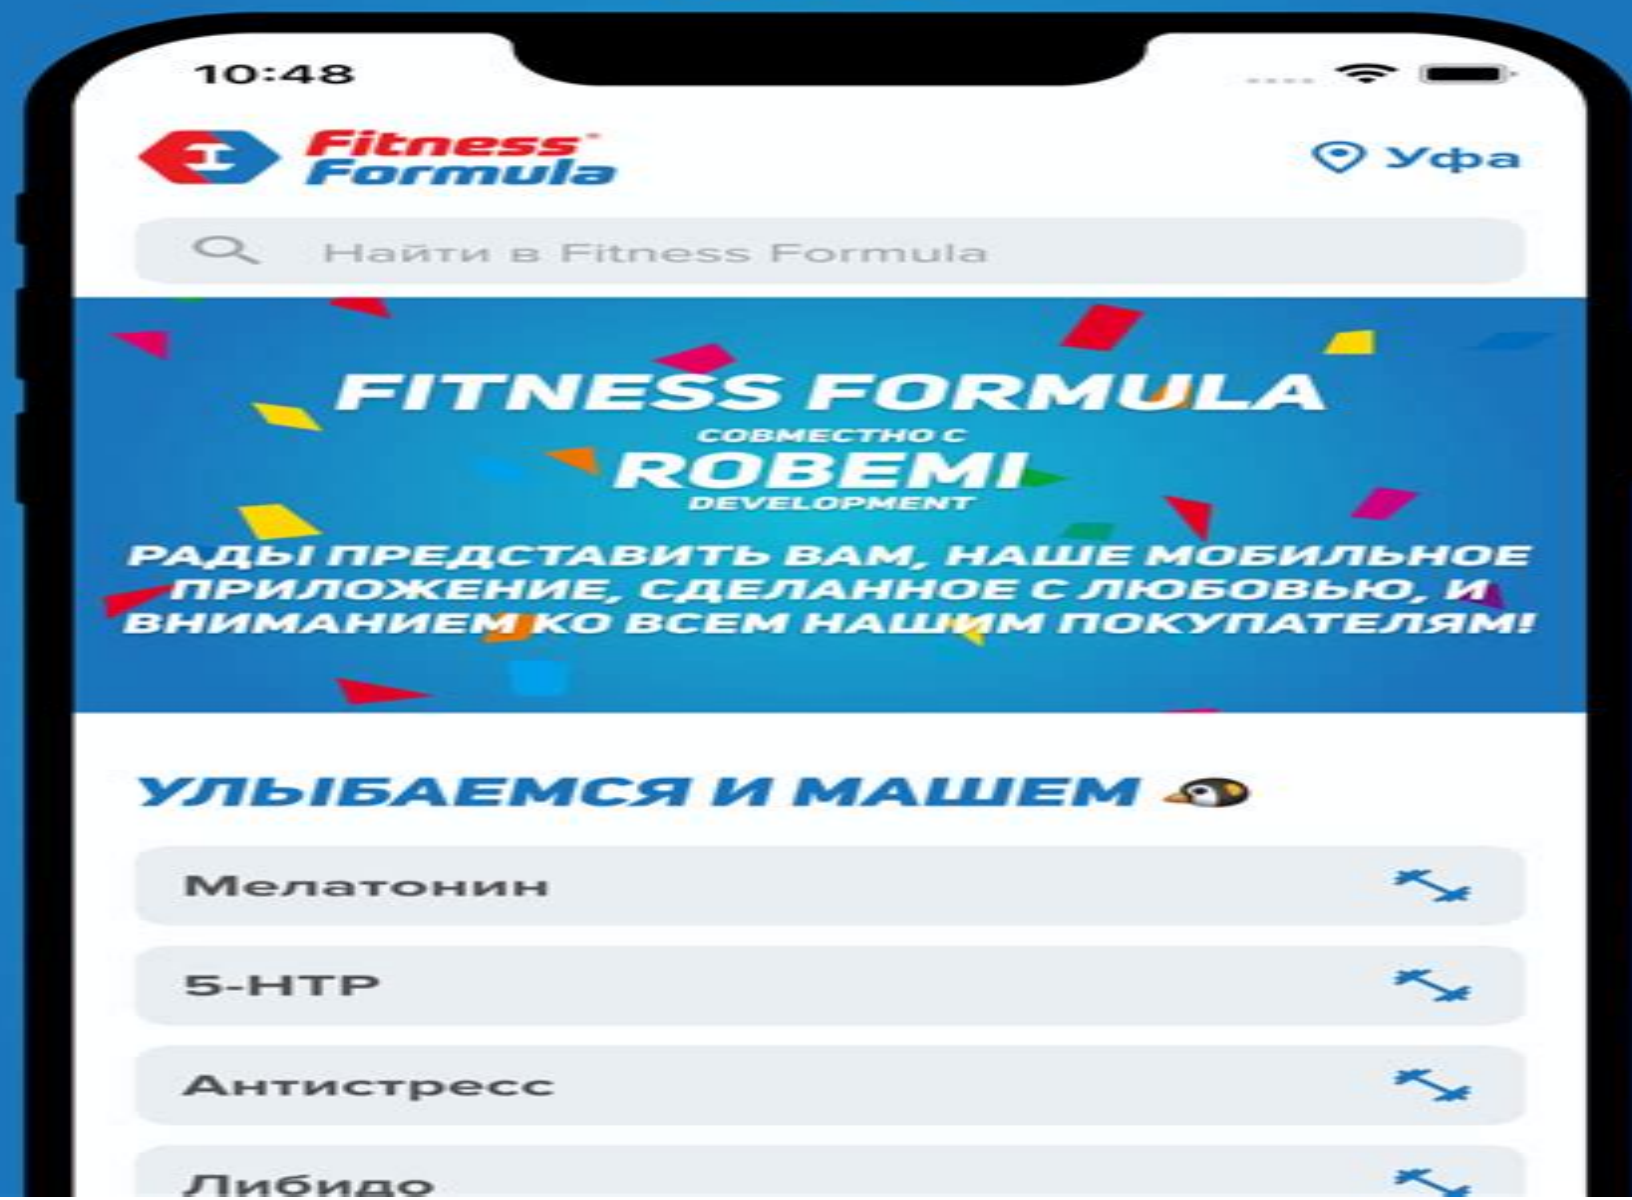 10:48
Fitness
Formula
Уфа
Найти в Fitness Formula
FITNESS FORMULA
СОВМЕСТНО С
ROBEMI
DEVELOPMENT
РАДЫ ПРЕДСТАВИТЬ ВАМ, НАШЕ МОБИЛЬНОЕ
ПРИЛОЖЕНИЕ, СДЕЛАННОЕ С ЛЮБОВЬЮ, И
ВНИМАНИЕМ КО ВСЕМ НАШИМ ПОКУПАТЕЛЯМ!
УЛЫБАЕМСЯ И МАШЕМ 🐧
Мелатонин
5-HTP
Антистресс
Либидо